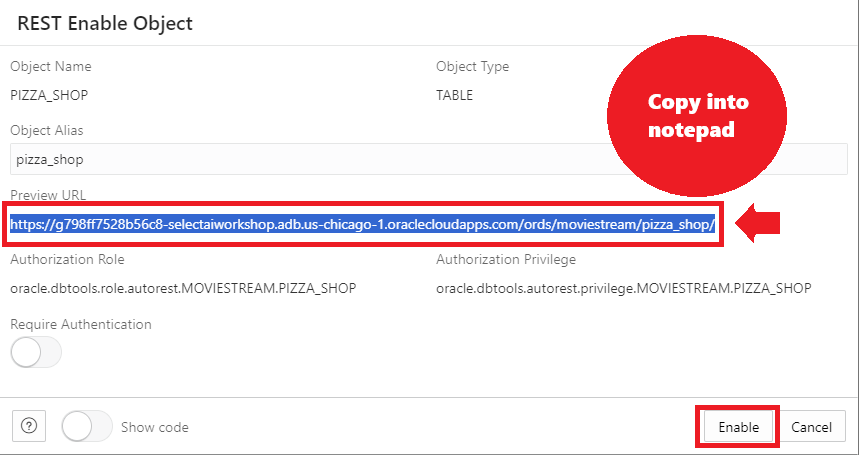 REST Enable Object
Object Name
Object Type
PIZZA_SHOP
TABLE
Copy into
notepad
Object Alias
pizza_shop
Preview URL
https://g798ff7528b56c8-selectaiworkshop.adb.us-chicago-1.oraclecloudapps.com/ords/moviestream/pizza_shop/
Authorization Role
Authorization Privilege
oracle.dbtools.role.autorest.MOVIESTREAM.PIZZA_SHOP
oracle.dbtools.autorest.privilege.MOVIESTREAM.PIZZA_SHOP
Require Authentication
?
Show code
Enable
Cancel